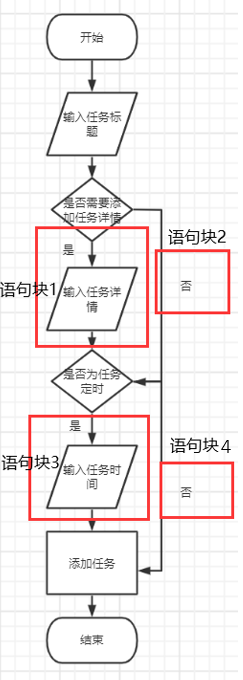 开始
输入任务标
题
是否需要添
加任务详情
是
语句块2
语句块1
输入任务详
情
否
是否为任务
定时
是
语句块4
语句块3
输入任务时
间
否
添加任务
结束